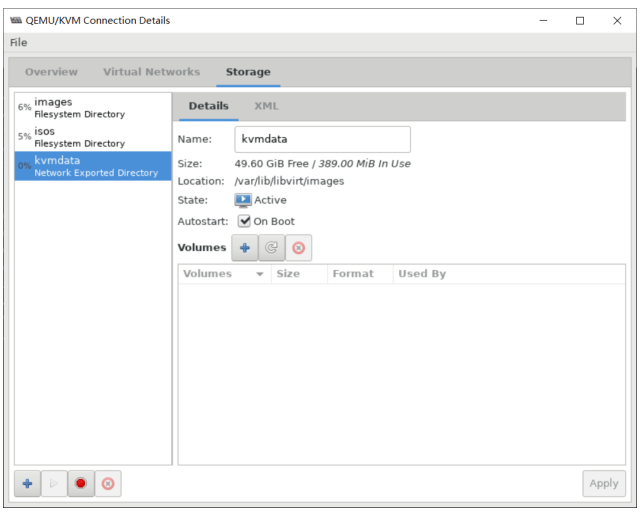 QEMU/KVM Connection Details
File
Overview Virtual Networks Storage
6% images
Filesystem Directory
5% isos
Filesystem Directory
0% kvmdata
Network Exported Directory
Details XML
Name: kvmdata
Size: 49.60 GiB Free / 389.00 MiB In Use
Location: /var/lib/libvirt/images
State: Active
Autostart: On Boot
Volumes
Volumes Size Format Used By
Apply